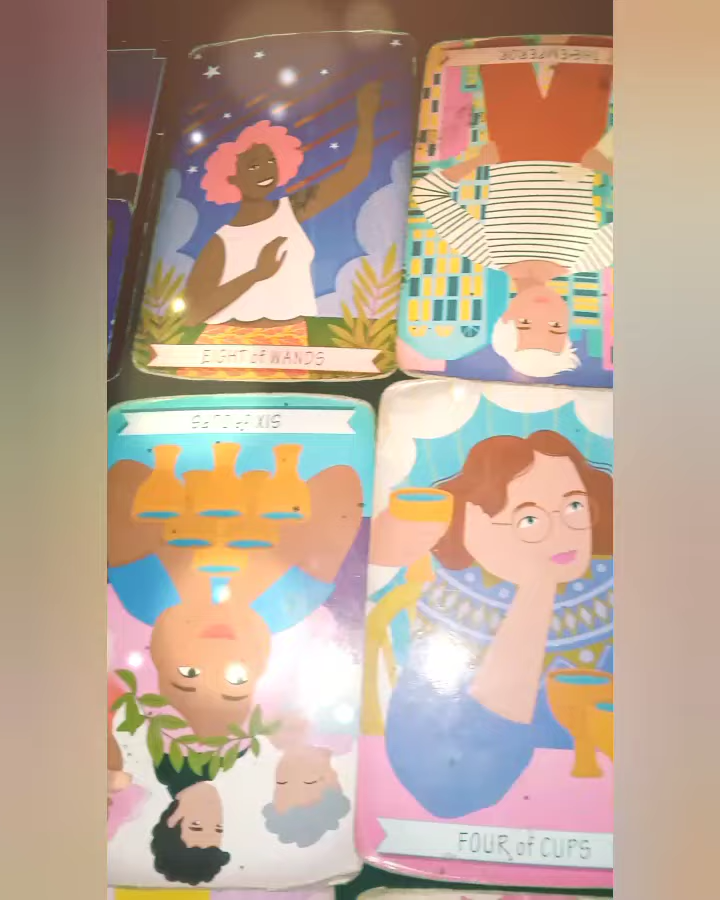 THE EMPEROR
EIGHT of WANDS
SIX of CUPS
FOUR of CUPS